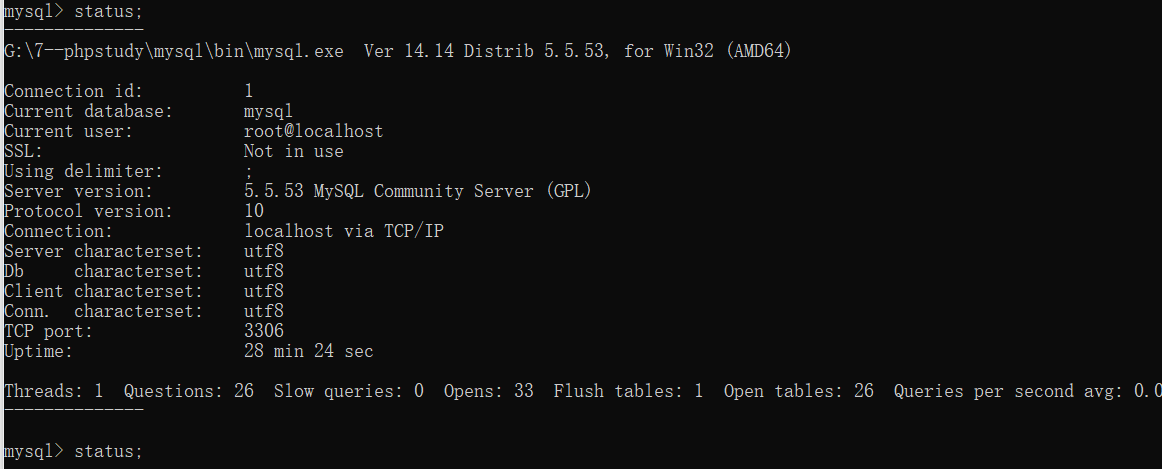 mysql> status;
--------------
G:\7--phpstudy\mysql\bin\mysql.exe  Ver 14.14 Distrib 5.5.53, for Win32 (AMD64)

Connection id:          1
Current database:       mysql
Current user:           root@localhost
SSL:                    Not in use
Using delimiter:        ;
Server version:         5.5.53 MySQL Community Server (GPL)
Protocol version:       10
Connection:             localhost via TCP/IP
Server characterset:    utf8
Db     characterset:    utf8
Client characterset:    utf8
Conn.  characterset:    utf8
TCP port:               3306
Uptime:                 28 min 24 sec

Threads: 1  Questions: 26  Slow queries: 0  Opens: 33  Flush tables: 1  Open tables: 26  Queries per second avg: 0.0
--------------

mysql> status;